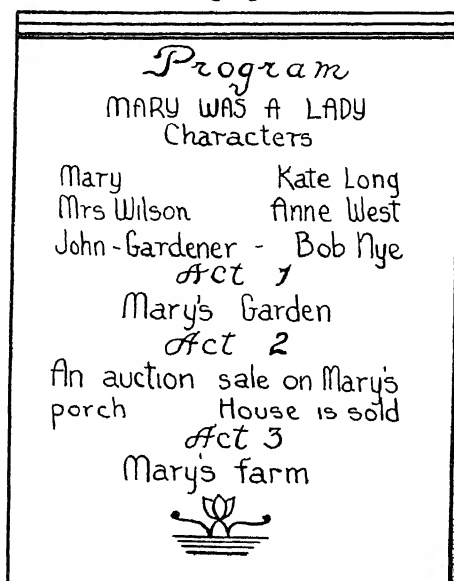 Program
MARY WAS A LADY
Characters
Mary Kate Long
Mrs Wilson Anne West
John-Gardener - Bob Nye
Act 1
Mary's Garden
Act 2
An auction sale on Mary's
porch House is sold
Act 3
Mary's farm